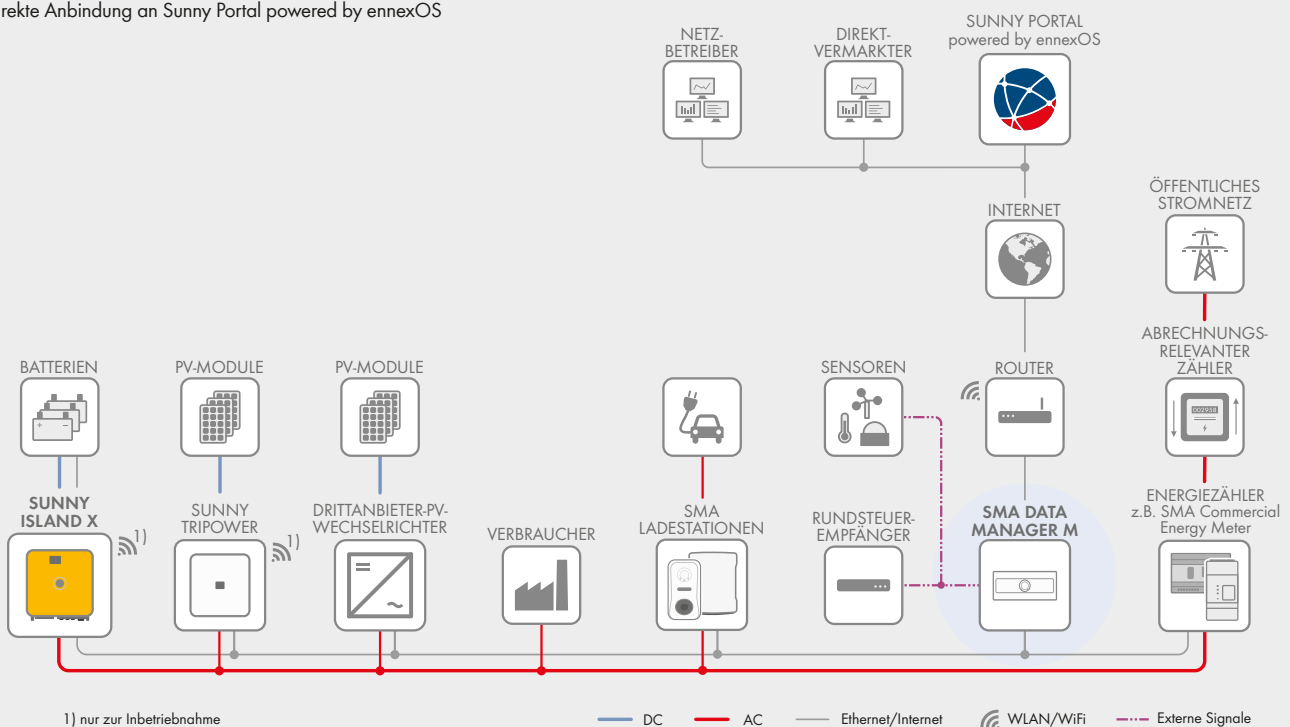 rekte Anbindung an Sunny Portal powered by ennexOS
NETZ-
BETREIBER
DIREKT-
VERMARKTER
SUNNY PORTAL
powered by ennexOS
INTERNET
ÖFFENTLICHES
STROMNETZ
BATTERIEN
PV-MODULE
PV-MODULE
SENSOREN
ROUTER
ABRECHNUNGS-
RELEVANTER
ZÄHLER
002958
SUNNY
ISLAND X
1)
SUNNY
TRIPOWER
1)
DRITTANBIETER-PV-
WECHSELRICHTER
VERBRAUCHER
SMA
LADESTATIONEN
RUNDSTEUER-
EMPFÄNGER
SMA DATA
MANAGER M
ENERGIEZÄHLER
z.B. SMA Commercial
Energy Meter
1) nur zur Inbetriebnahme
DC
AC
Ethernet/Internet
WLAN/WiFi
Externe Signale